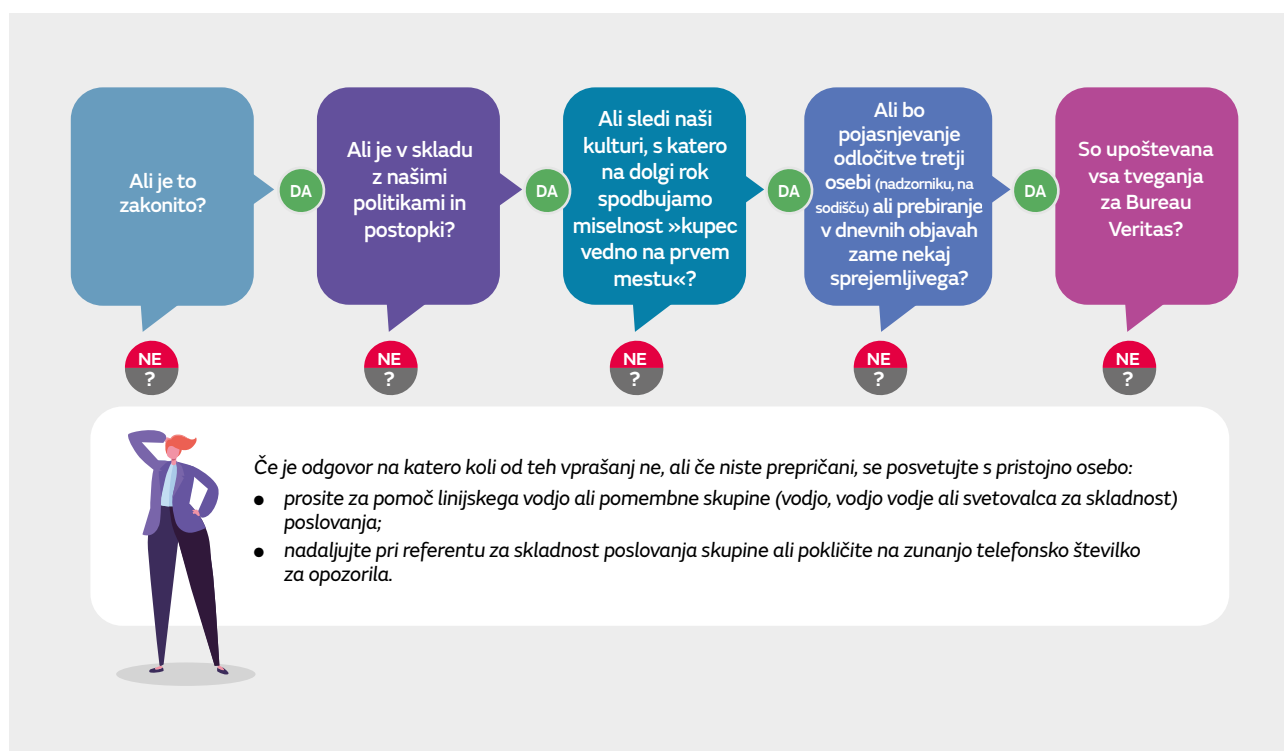 Ali je to
zakonito?
DA
Ali je v skladu
z našimi
politikami in
postopki?
DA
Ali sledi naši
kulturi, s katero
na dolgi rok
spodbujamo
miselnost »kupec
vedno na prvem
mestu«?
DA
Ali bo
pojasnjevanje
odločitve tretji
osebi (nadzorniku, na
sodišču) ali prebiranje
v dnevnih objavah
zame nekaj
sprejemljivega?
DA
So upoštevana
vsa tveganja
za Bureau
Veritas?
NE
?
NE
?
NE
?
NE
?
NE
?
Če je odgovor na katero koli od teh vprašanj ne, ali če niste prepričani, se posvetujte s pristojno osebo:
● prosite za pomoč linijskega vodjo ali pomembne skupine (vodjo, vodjo vodje ali svetovalca za skladnost)
poslovanja;
● nadaljujte pri referentu za skladnost poslovanja skupine ali pokličite na zunanjo telefonsko številko
za opozorila.